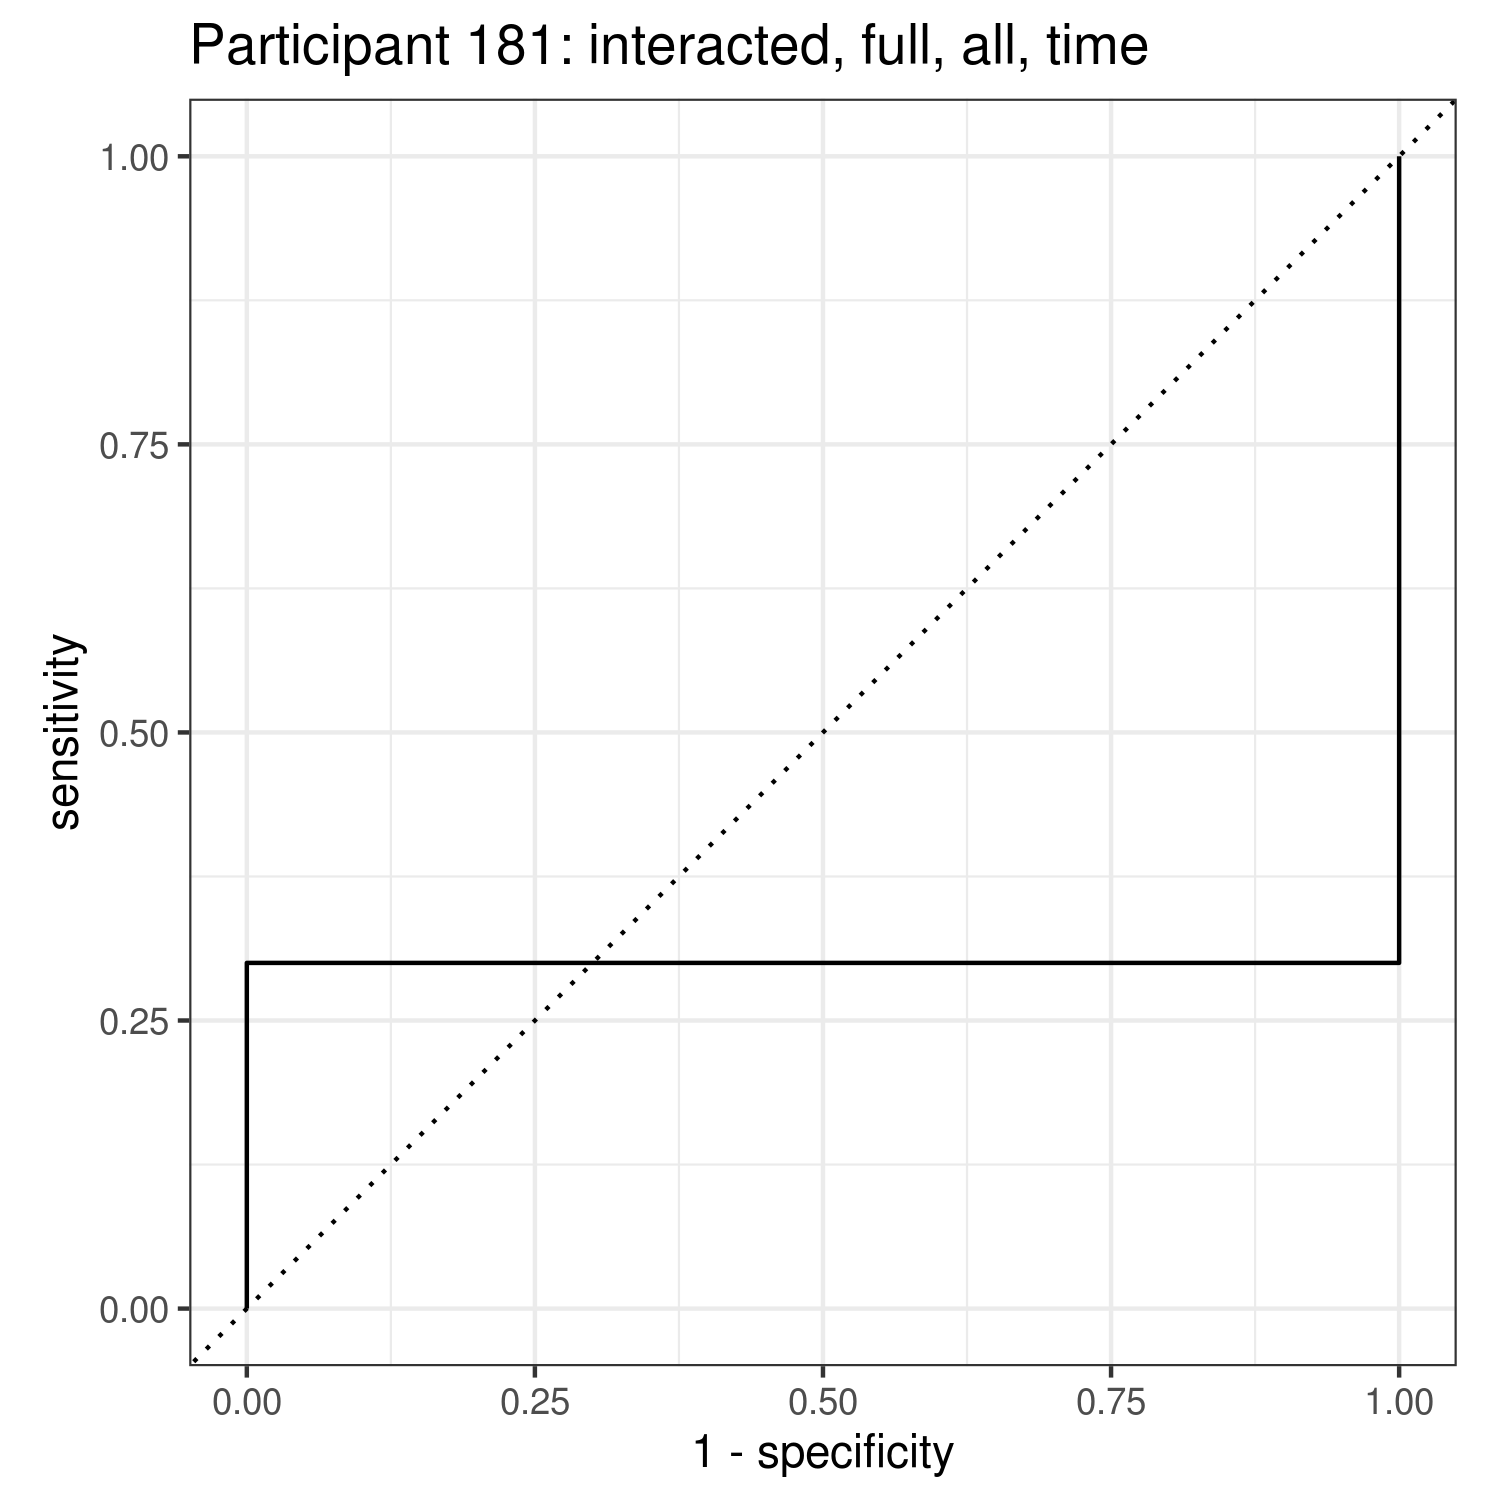 Participant 181: interacted, full, all, time
1.00
0.75
0.50
0.25
0.00
sensitivity
0.00 0.25 0.50 0.75 1.00
1 - specificity